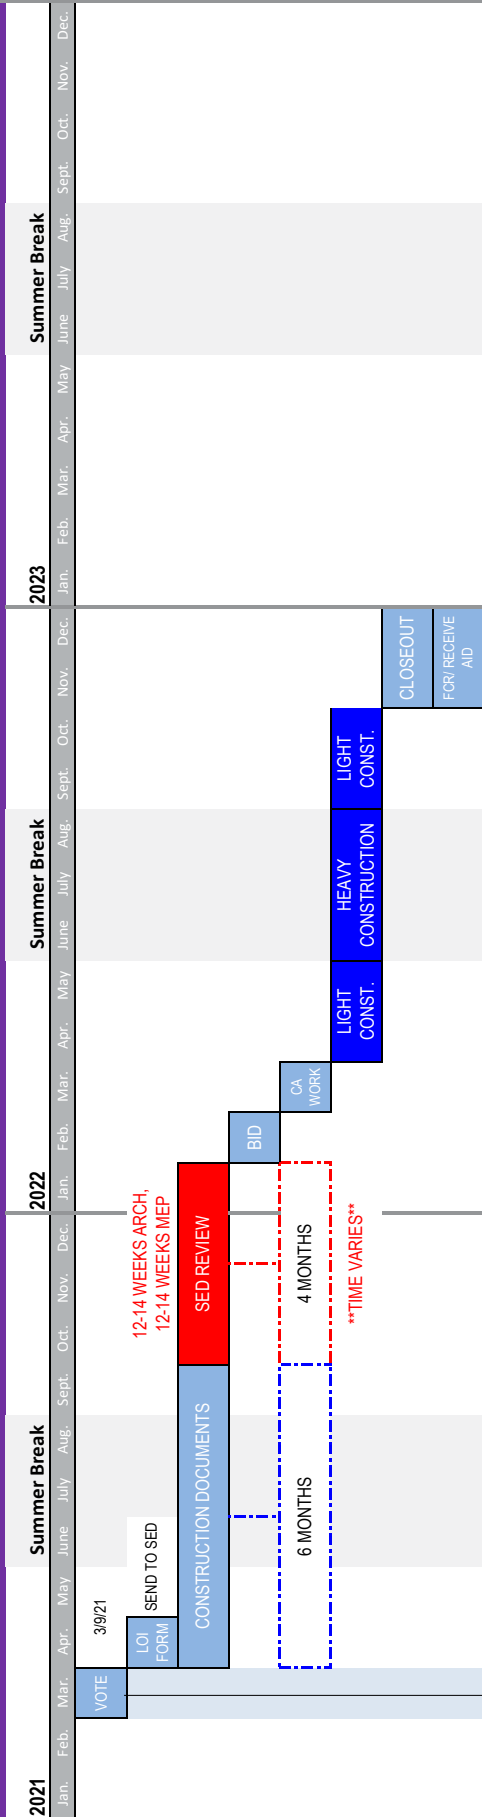 2021
2022
2023
Summer Break
Summer Break
Summer Break
Jan.
Feb.
Mar.
Apr.
May
June
July
Aug.
Sept.
Oct.
Nov.
Dec.
Jan.
Feb.
Mar.
Apr.
May
June
July
Aug.
Sept.
Oct.
Nov.
Dec.
Jan.
Feb.
Mar.
Apr.
May
June
July
Aug.
Sept.
Oct.
Nov.
Dec.
VOTE
3/9/21
LOI
FORM
SEND TO SED
12-14 WEEKS ARCH,
12-14 WEEKS MEP
CONSTRUCTION DOCUMENTS
SED REVIEW
BID
6 MONTHS
4 MONTHS
CA
WORK
**TIME VARIES**
LIGHT
CONST.
HEAVY
CONSTRUCTION
LIGHT
CONST.
CLOSEOUT
FCR/ RECEIVE
AID